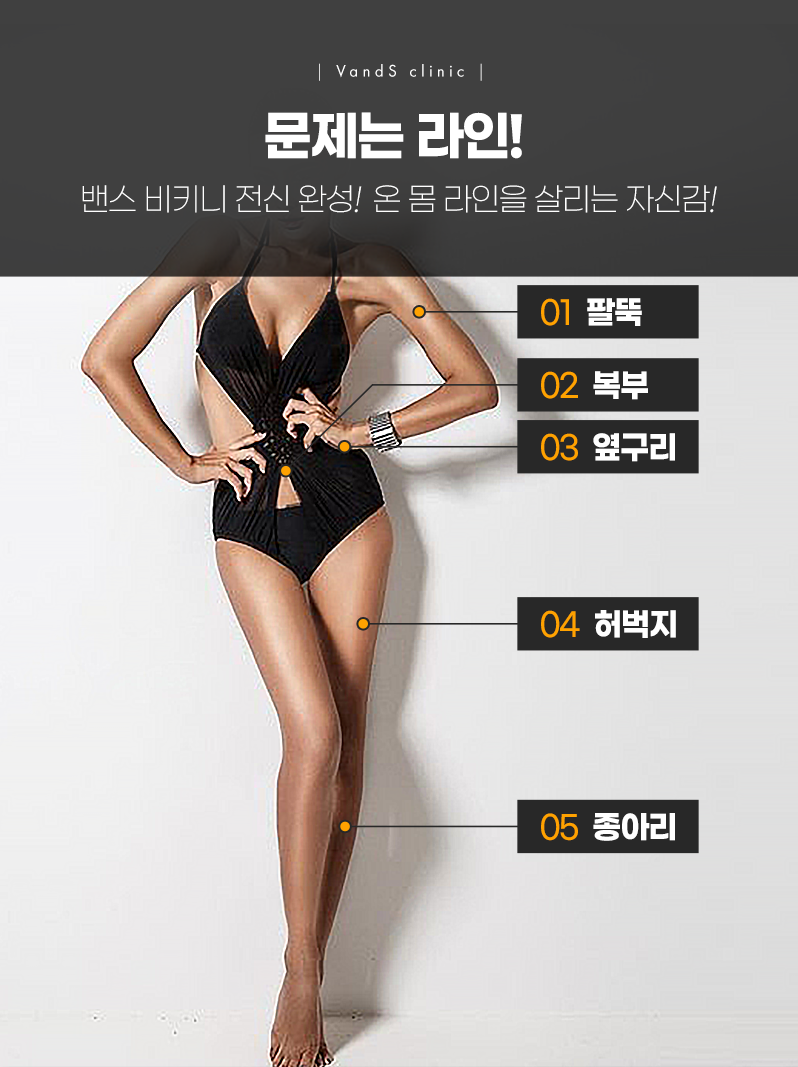 | VandS clinic |
문제는 라인!
밴스 비키니 전신 완성! 온 몸 라인을 살리는 자신감!
01 팔뚝
02 복부
03 옆구리
04 허벅지
05 종아리